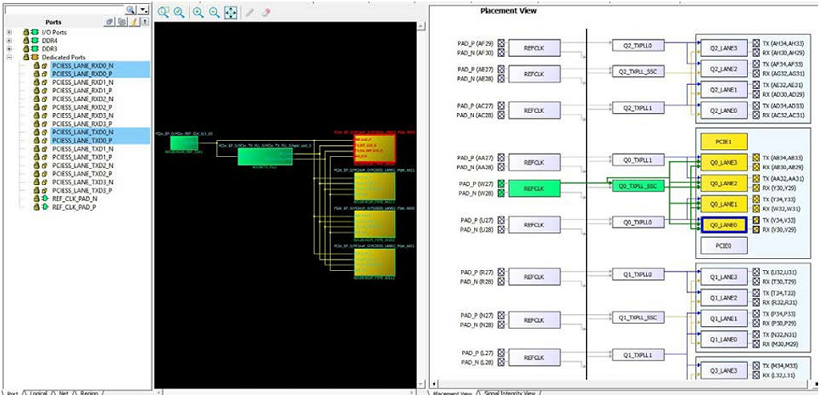 Ports
I/O Ports
DDR4
DDR3
Dedicated Ports
PCIESS_LANE_RXD0_N
PCIESS_LANE_RXD0_P
PCIESS_LANE_RXD1_N
PCIESS_LANE_RXD1_P
PCIESS_LANE_RXD2_N
PCIESS_LANE_RXD2_P
PCIESS_LANE_RXD3_N
PCIESS_LANE_RXD3_P
PCIESS_LANE_TXD0_N
PCIESS_LANE_TXD0_P
PCIESS_LANE_TXD1_N
PCIESS_LANE_TXD1_P
PCIESS_LANE_TXD2_N
PCIESS_LANE_TXD2_P
PCIESS_LANE_TXD3_N
PCIESS_LANE_TXD3_P
REF_CLK_PAD_N
REF_CLK_PAD_P
Port Logical Net Region
Placement View
PAD_P (AF29)
PAD_N (AF30)
REFCLK
Q2_TXPLL0
Q2_LANE3
TX (AH34,AH33)
RX (AH30,AH29)
PAD_P (AE27)
PAD_N (AE28)
REFCLK
Q2_TXPLL_SSC
Q2_LANE2
TX (AF34,AF33)
RX (AG32,AG31)
Q2_LANE1
RX (AD30,AD29)
PAD_P (AC27)
PAD_N (AC28)
REFCLK
Q2_TXPLL1
Q2_LANE0
TX (AD34,AD33)
RX (AC32,AC31)
PCIE1
PAD_P (AA27)
PAD_N (AA28)
REFCLK
Q0_TXPLL1
Q0_LANE3
TX (AB34,AB33)
PAD_P (W27)
PAD_N (W28)
REFCLK
Q0_TXPLL_SSC
Q0_LANE2
TX (AA32,AA31)
RX (Y30,Y29)
Q0_LANE1
TX (Y34,Y33)
RX (W32,W31)
PAD_P (U27)
PAD_N (U28)
REFCLK
Q0_TXPLL0
Q0_LANE0
TX (V34,V33)
RX (V30,V29)
PCIE0
PAD_P (R27)
PAD_N (R28)
REFCLK
Q1_TXPLL0
Q1_LANE3
TX (U32,U31)
RX (T30,T29)
Q1_LANE2
TX (T34,T33)
RX (R32,R31)
PAD_P (N27)
PAD_N (N28)
REFCLK
Q1_TXPLL_SSC
Q1_LANE1
TX (P34,P33)
RX (P30,P29)
Q1_LANE0
TX (N32,N31)
RX (M30,M29)
PAD_P (L27)
PAD_N (L28)
REFCLK
Q1_TXPLL1
Q3_LANE3
TX (M34,M33)
RX (L32,L31)
Placement View Signal Integrity View